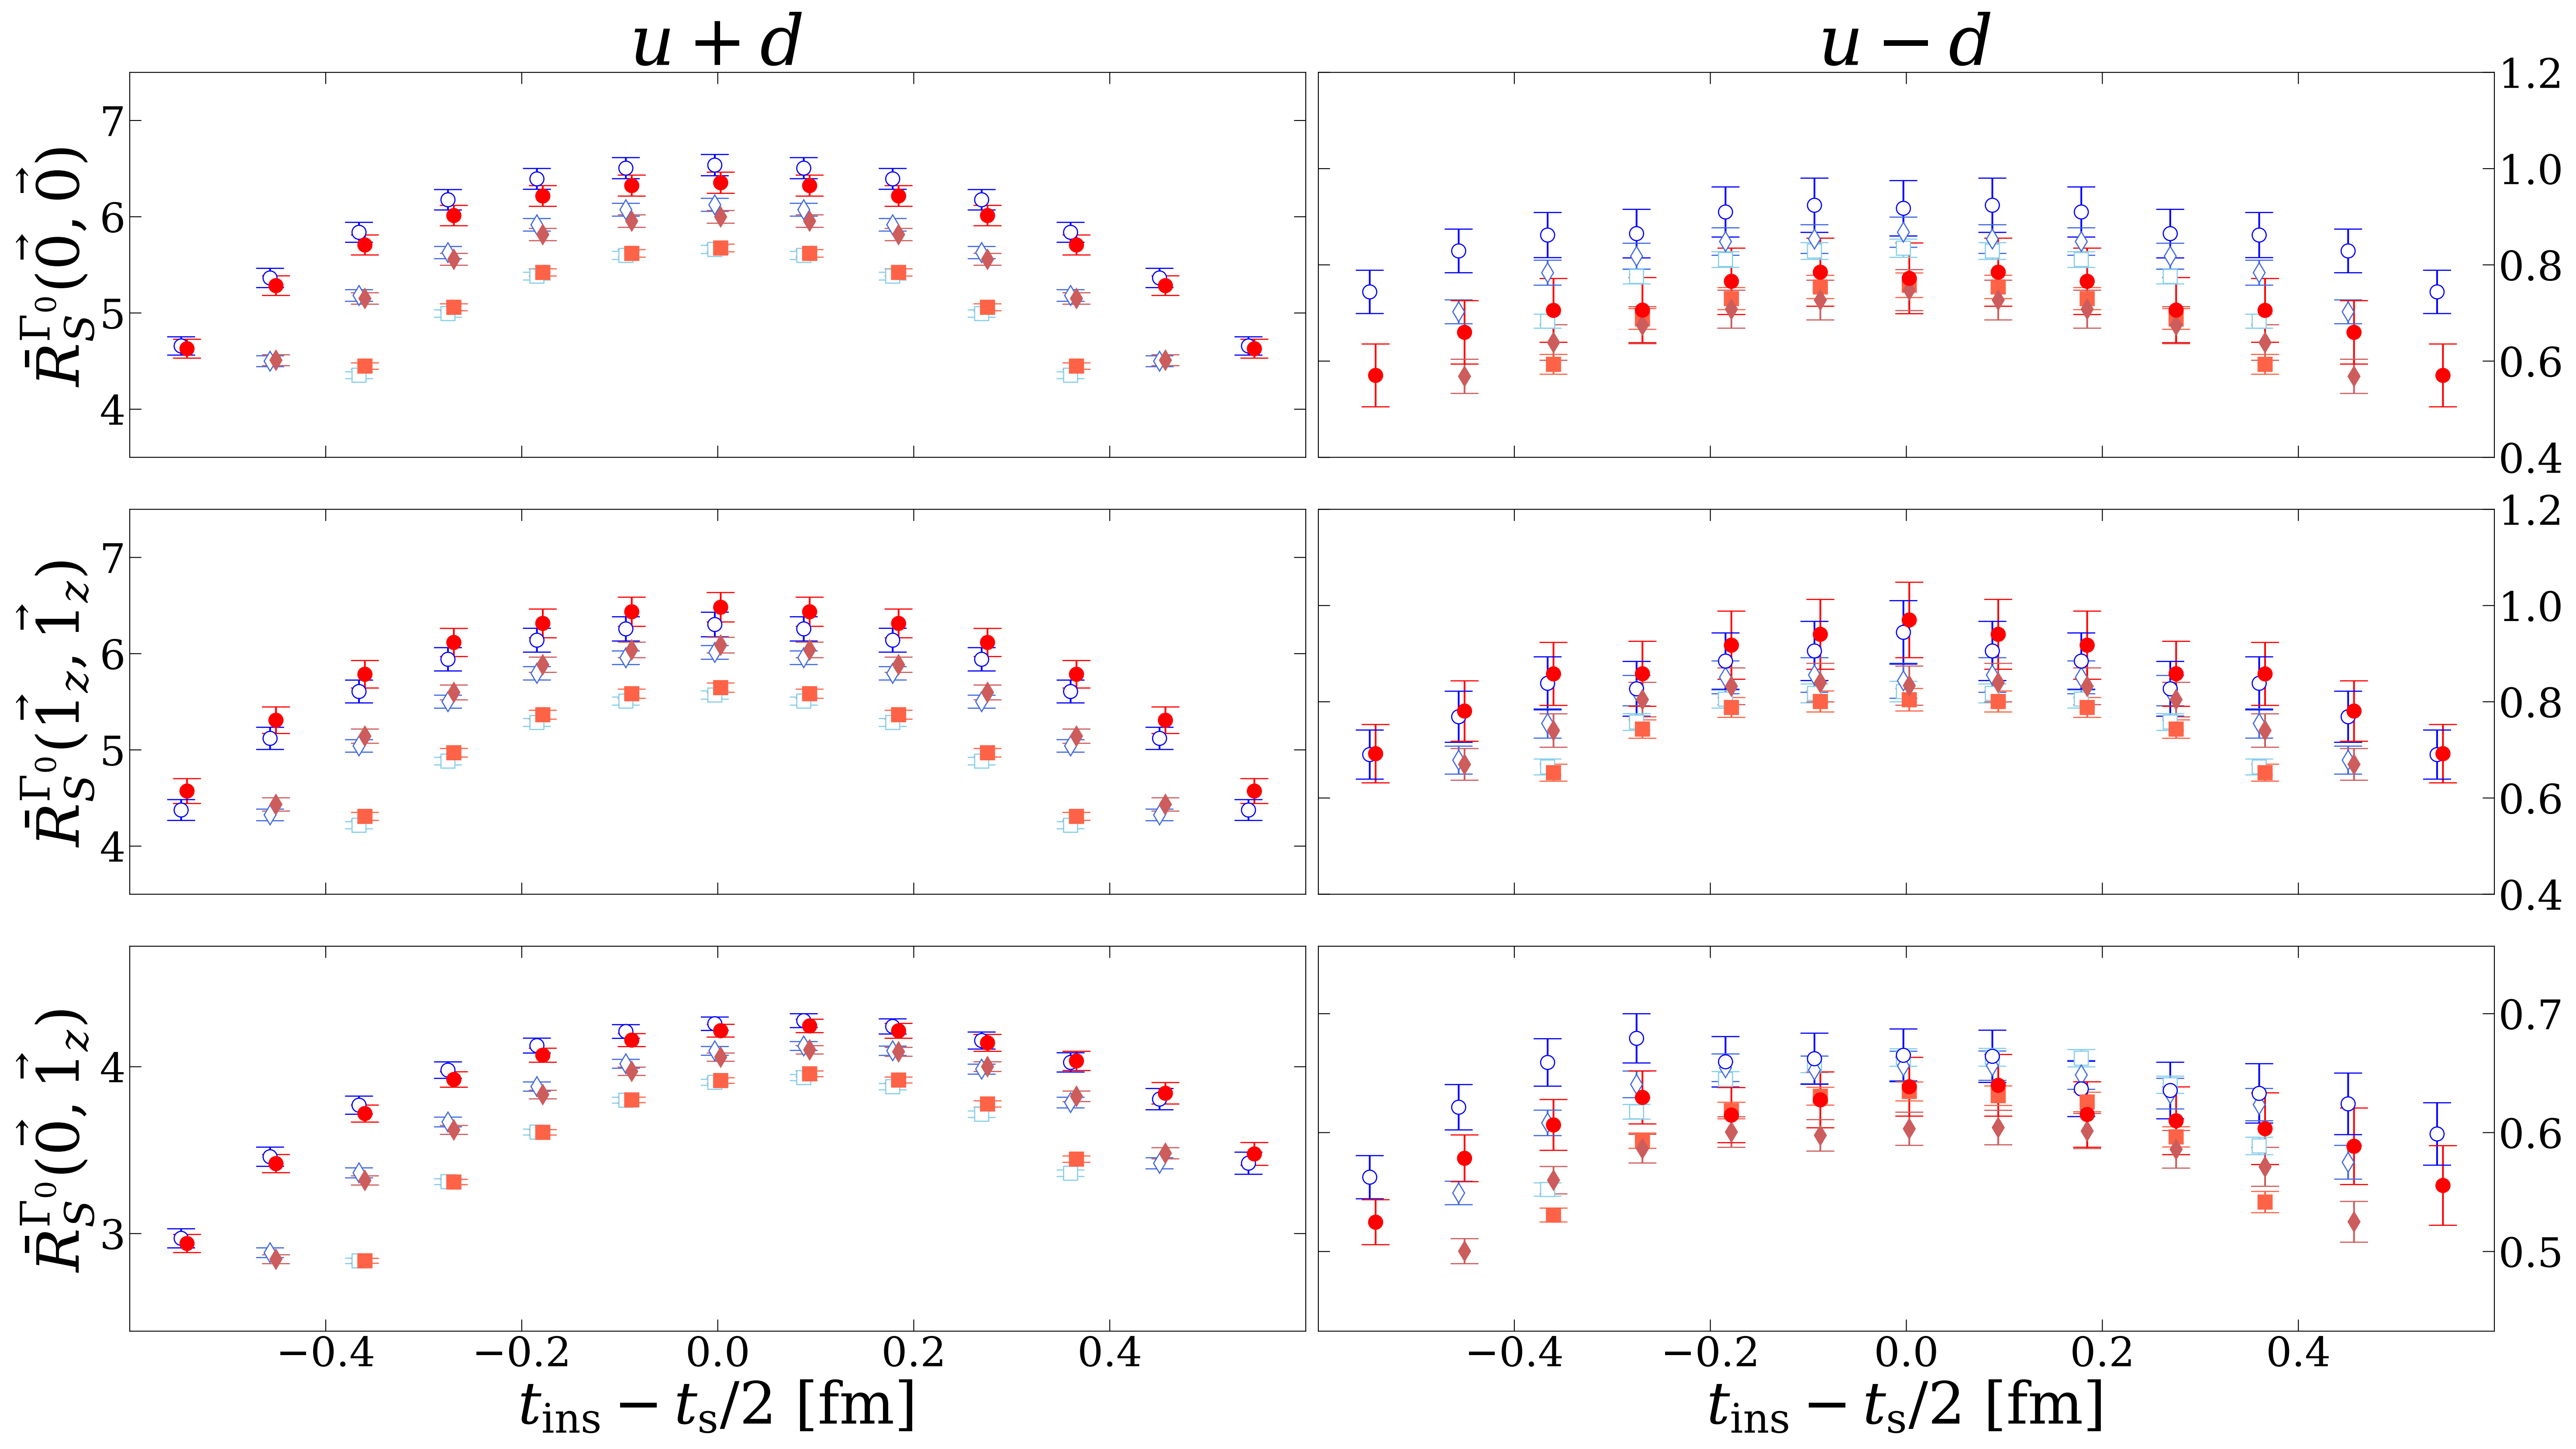 u + d
u − d
R̄_S^{Γ^0}(0⃗, 0⃗)
7
6
5
4
1.2
1.0
0.8
0.6
0.4
R̄_S^{Γ^0}(1⃗_z, 1⃗_z)
7
6
5
4
1.2
1.0
0.8
0.6
0.4
R̄_S^{Γ^0}(0⃗, 1⃗_z)
4
3
0.7
0.6
0.5
−0.4 −0.2 0.0 0.2 0.4
−0.4 −0.2 0.0 0.2 0.4
t_ins − t_s/2 [fm]
t_ins − t_s/2 [fm]